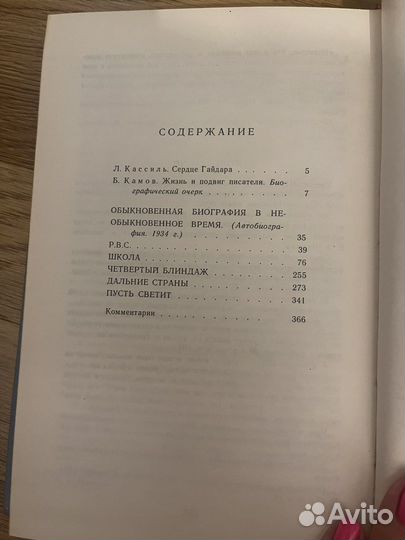 СОДЕРЖАНИЕ
Л. Кассиль. Сердце Гайдара . . . . . . 5
Б. Камов. Жизнь и подвиг писателя. Био-
графический очерк . . . . . . . . . 7
ОБЫКНОВЕННАЯ БИОГРАФИЯ В НЕ-
ОБЫКНОВЕННОЕ ВРЕМЯ. (Автобиогра-
фия. 1934 г.) . . . . . . . . . . 35
Р.В.С. . . . . . . . . . . . . 39
ШКОЛА . . . . . . . . . . . . 76
ЧЕТВЕРТЫЙ БЛИНДАЖ . . . . . . 255
ДАЛЬНИЕ СТРАНЫ . . . . . . . . 273
ПУСТЬ СВЕТИТ . . . . . . . . . 341
Комментарии . . . . . . . . . . 366
Avito